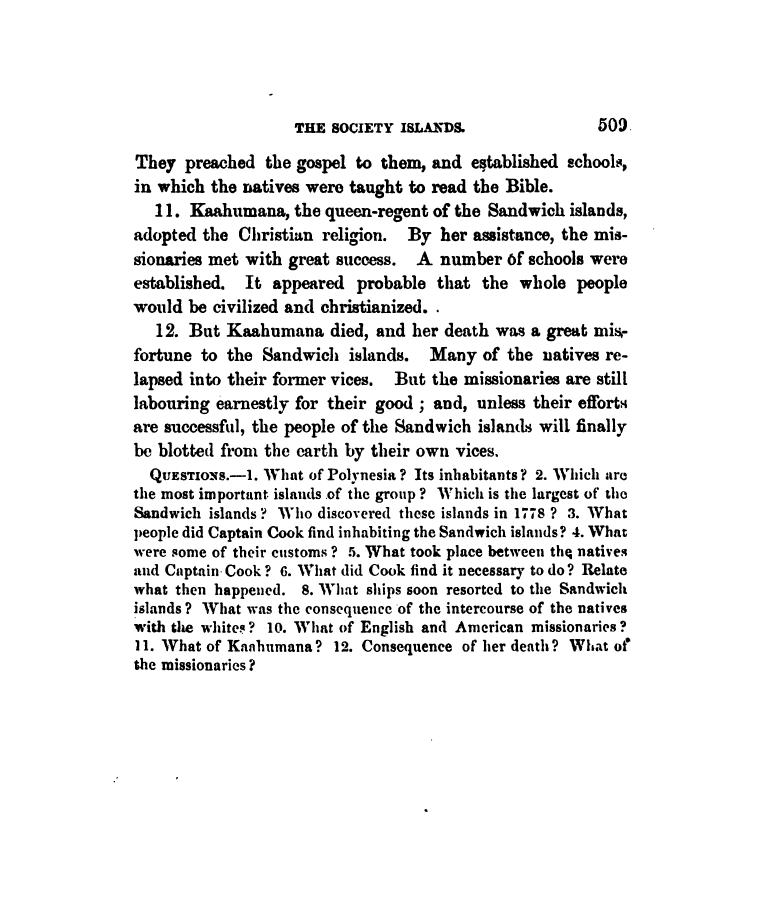 THE SOCIETY ISLANDS. 509
They preached the gospel to them, and established schools,
in which the natives were taught to read the Bible.
11. Kaahumana, the queen-regent of the Sandwich islands,
adopted the Christian religion. By her assistance, the mis-
sionaries met with great success. A number of schools were
established. It appeared probable that the whole people
would be civilized and christianized.
12. But Kaahumana died, and her death was a great mis-
fortune to the Sandwich islands. Many of the natives re-
lapsed into their former vices. But the missionaries are still
labouring earnestly for their good; and, unless their efforts
are successful, the people of the Sandwich islands will finally
be blotted from the earth by their own vices.
QUESTIONS.—1. What of Polynesia? Its inhabitants? 2. Which are
the most important islands of the group? Which is the largest of the
Sandwich islands? Who discovered these islands in 1778? 3. What
people did Captain Cook find inhabiting the Sandwich islands? 4. What
were some of their customs? 5. What took place between the natives
and Captain Cook? 6. What did Cook find it necessary to do? Relate
what then happened. 8. What ships soon resorted to the Sandwich
islands? What was the consequence of the intercourse of the natives
with the whites? 10. What of English and American missionaries?
11. What of Kaahumana? 12. Consequence of her death? What of
the missionaries?